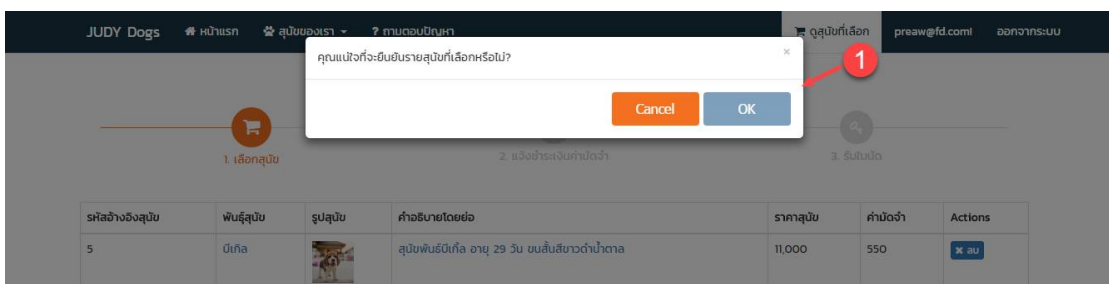 JUDY Dogs หน้าแรก สุนัขของเรา ? ถามตอบปัญหา ดูสุนัขที่เลือก preaw@fd.com! ออกจากระบบ
คุณแน่ใจที่จะยืนยันรายสุนัขที่เลือกหรือไม่? ×
1
Cancel OK
1. เลือกสุนัข 2. แจ้งชำระเงินค่ามัดจำ 3. รับใบนัด
รหัสอ้างอิงสุนัข พันธุ์สุนัข รูปสุนัข คำอธิบายโดยย่อ ราคาสุนัข ค่ามัดจำ Actions
5 บีเกิล สุนัขพันธ์บีเกิ้ล อายุ 29 วัน ขนสั้นสีขาวดำน้ำตาล 11,000 550 × ลบ